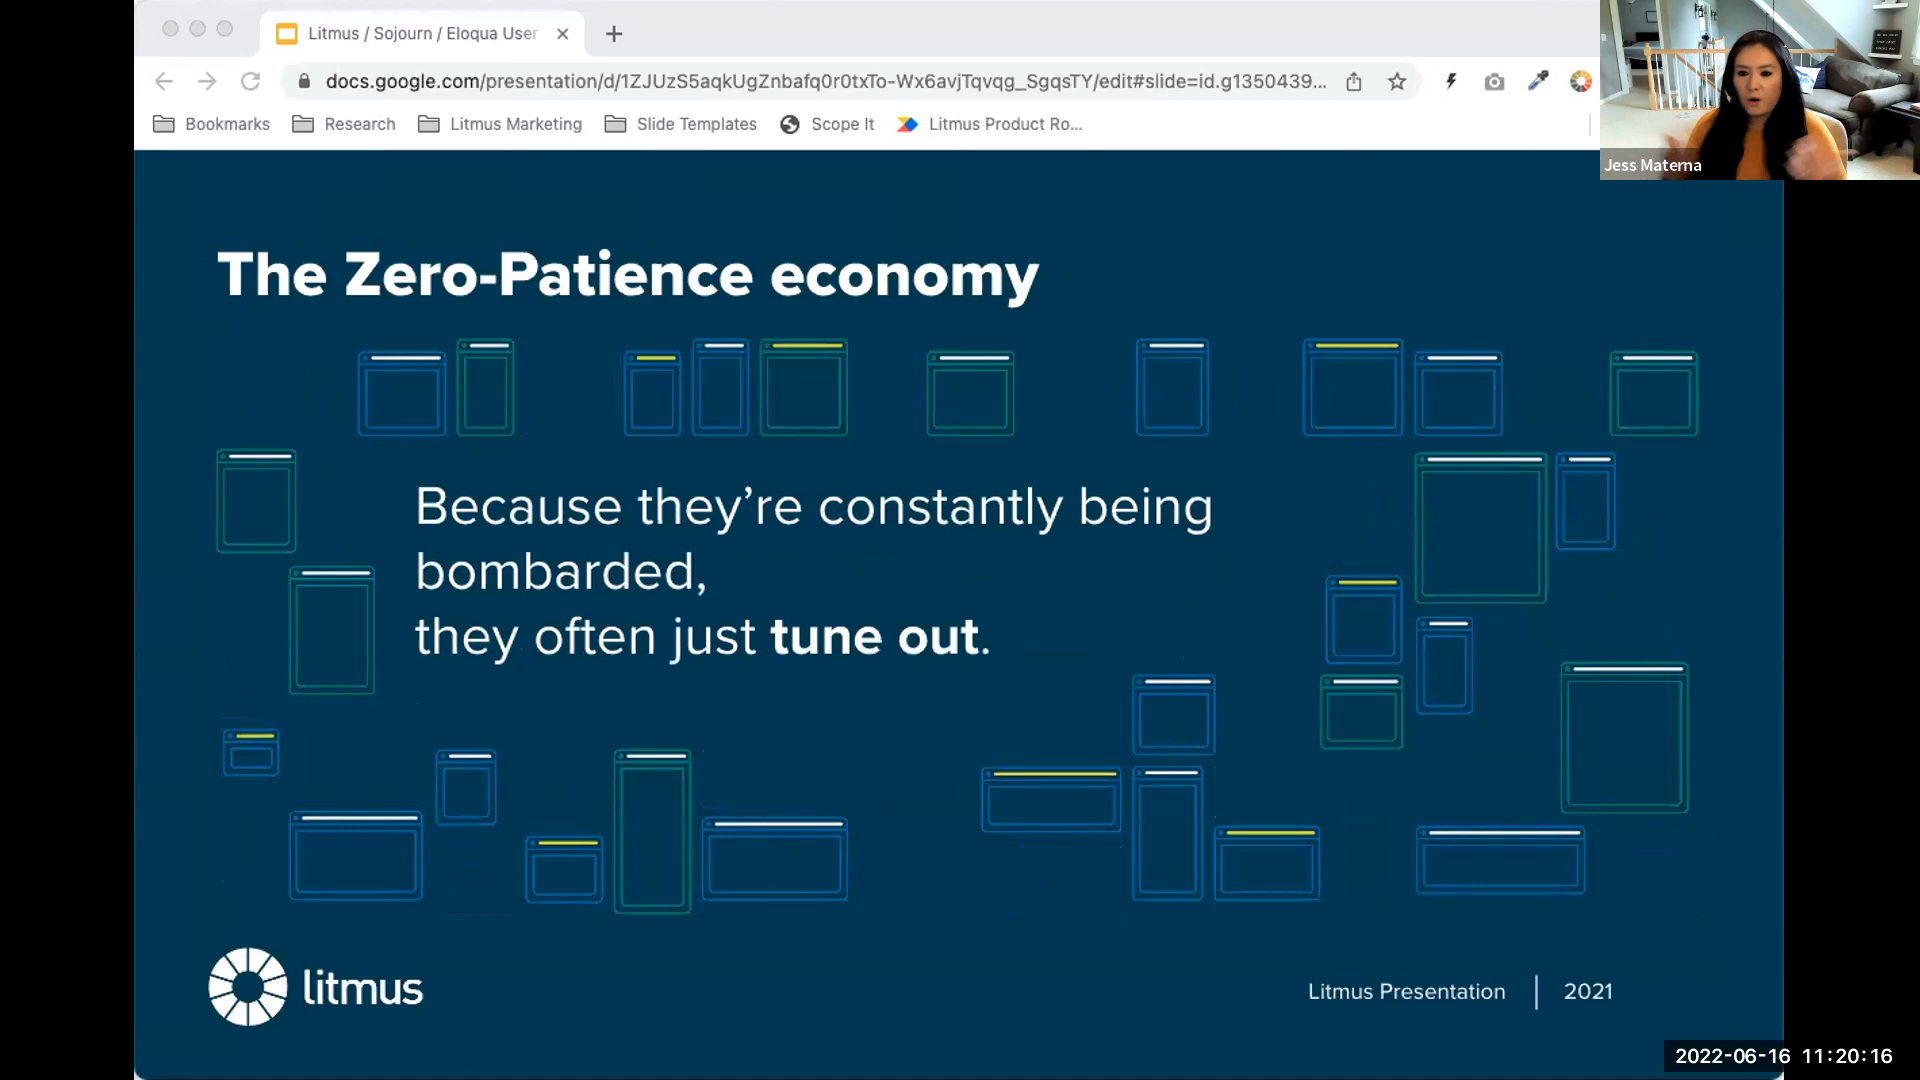 Litmus / Sojourn / Eloqua User
docs.google.com/presentation/d/1ZJUzS5aqkUgZnbafq0r0txTo-Wx6avjTqvqg_SgqsTY/edit#slide=id.g1350439...
Bookmarks
Research
Litmus Marketing
Slide Templates
Scope It
Litmus Product Ro...
Jess Materna
The Zero-Patience economy
Because they’re constantly being
bombarded,
they often just tune out.
litmus
Litmus Presentation
2021
2022-06-16 11:20:16